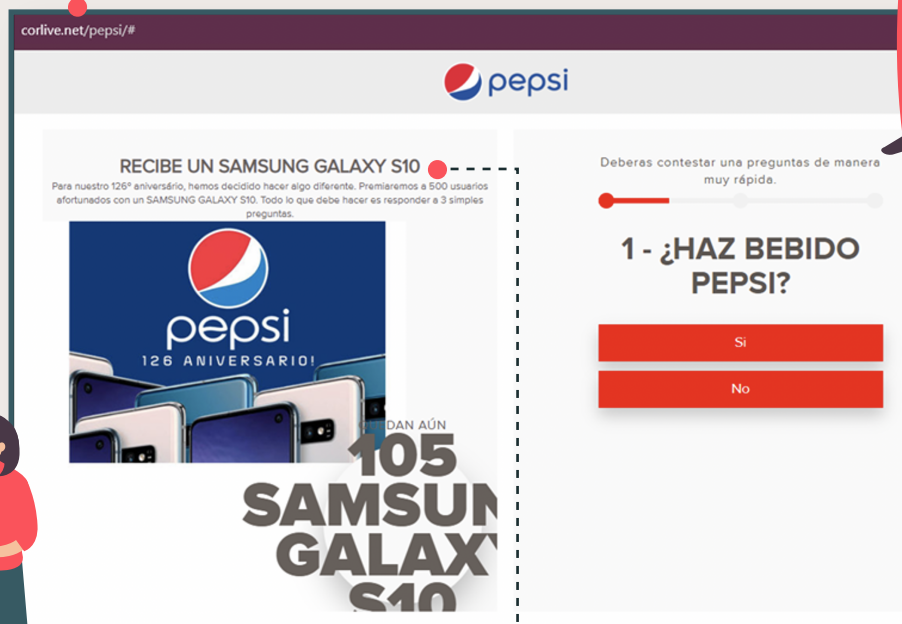 corlive.net/pepsi/#
pepsi
RECIBE UN SAMSUNG GALAXY S10
Para nuestro 126º aniversário, hemos decidido hacer algo diferente. Premiaremos a 500 usuarios
afortunados con un SAMSUNG GALAXY S10. Todo lo que debe hacer es responder a 3 simples
preguntas.
pepsi
126 ANIVERSARIO!
DAN AÚN
105
SAMSUN
GALAXY
S10
Deberas contestar una preguntas de manera
muy rápida.
1 - ¿HAZ BEBIDO
PEPSI?
Si
No